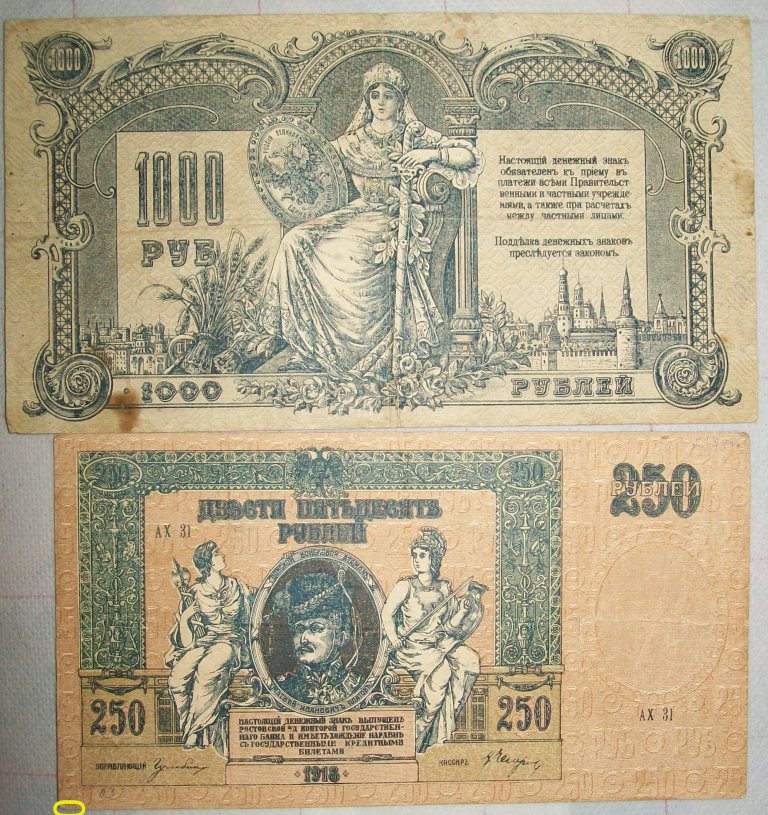 1000
1000
1000
РУБ
Настоящій денежный знакъ
обязателенъ къ пріему въ
платежи всѣми Правительст
венными и частными учрежде
ніями, а также при расчетахъ
между частными лицами.
Поддѣлка денежныхъ знаковъ
преслѣдуется закономъ.
1000
РУБЛЕЙ
250
250
ДВѢСТИ ПЯТЬДЕСЯТЪ
РУБЛЕЙ
АХ 31
250
РУБЛЕЙ
250
250
АХ 31
НАСТОЯЩІЙ ДЕНЕЖНЫЙ ЗНАКЪ ВЫПУЩЕНЪ
РОСТОВСКОЙ Н/Д КОНТОРОЙ ГОСУДАРСТВЕН-
НАГО БАНКА И ИМѢЕТЪ ХОЖДЕНІЕ НАРАВНѢ
СЪ ГОСУДАРСТВЕННЫМИ КРЕДИТНЫМИ
БИЛЕТАМИ
УПРАВЛЯЮЩІЙ
КАССИРЪ
1918